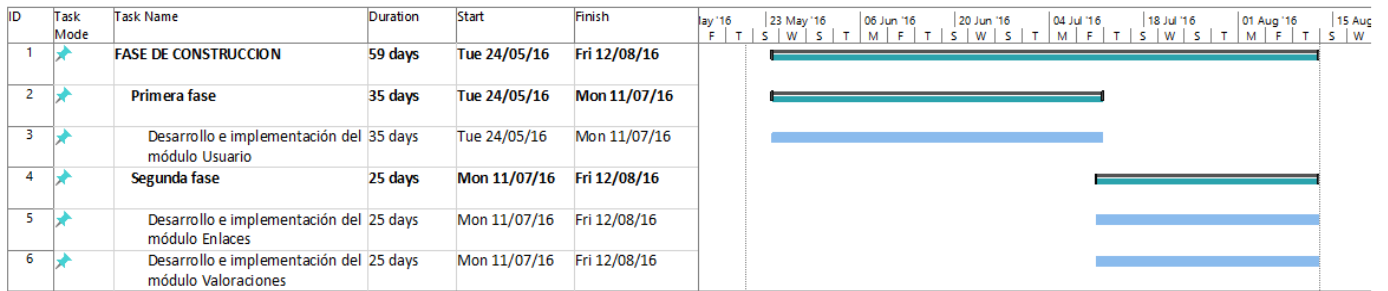 ID Task Mode Task Name Duration Start Finish
lay '16 23 May '16 06 Jun '16 20 Jun '16 04 Jul '16 18 Jul '16 01 Aug '16 15 Aug
F T S W S T M F T S W S T M F T S W S T M F T S W
1 FASE DE CONSTRUCCION 59 days Tue 24/05/16 Fri 12/08/16
2 Primera fase 35 days Tue 24/05/16 Mon 11/07/16
3 Desarrollo e implementación del 35 days Tue 24/05/16 Mon 11/07/16
módulo Usuario
4 Segunda fase 25 days Mon 11/07/16 Fri 12/08/16
5 Desarrollo e implementación del 25 days Mon 11/07/16 Fri 12/08/16
módulo Enlaces
6 Desarrollo e implementación del 25 days Mon 11/07/16 Fri 12/08/16
módulo Valoraciones